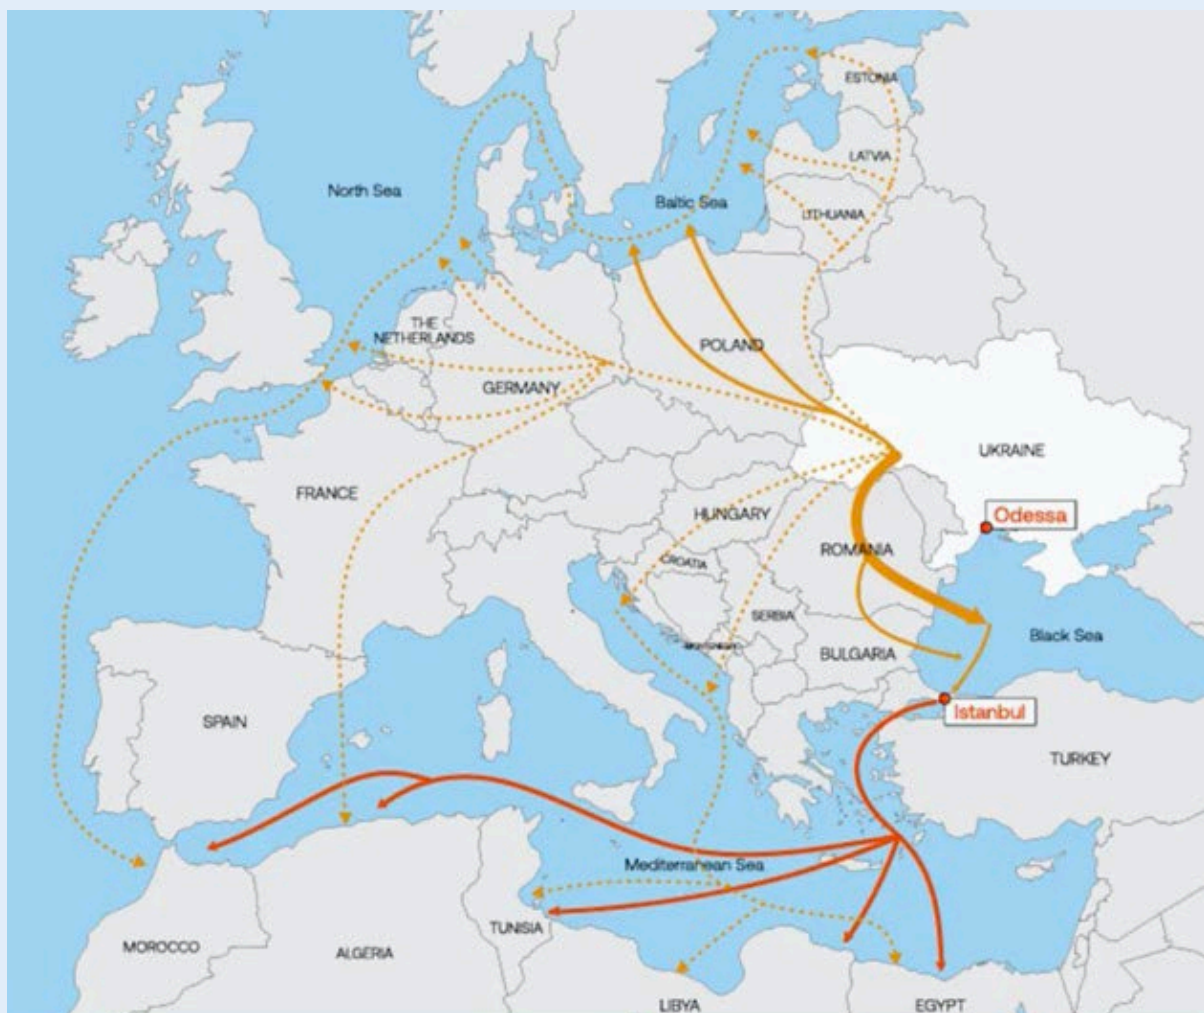 ESTONIA
LATVIA
North Sea
Baltic Sea
LITHUANIA
THE
NETHERLANDS
POLAND
GERMANY
UKRAINE
FRANCE
HUNGARY
Odessa
ROMANIA
CROATIA
SERBIA
Black Sea
BULGARIA
Istanbul
SPAIN
TURKEY
Mediterranean Sea
TUNISIA
MOROCCO
ALGERIA
LIBYA
EGYPT